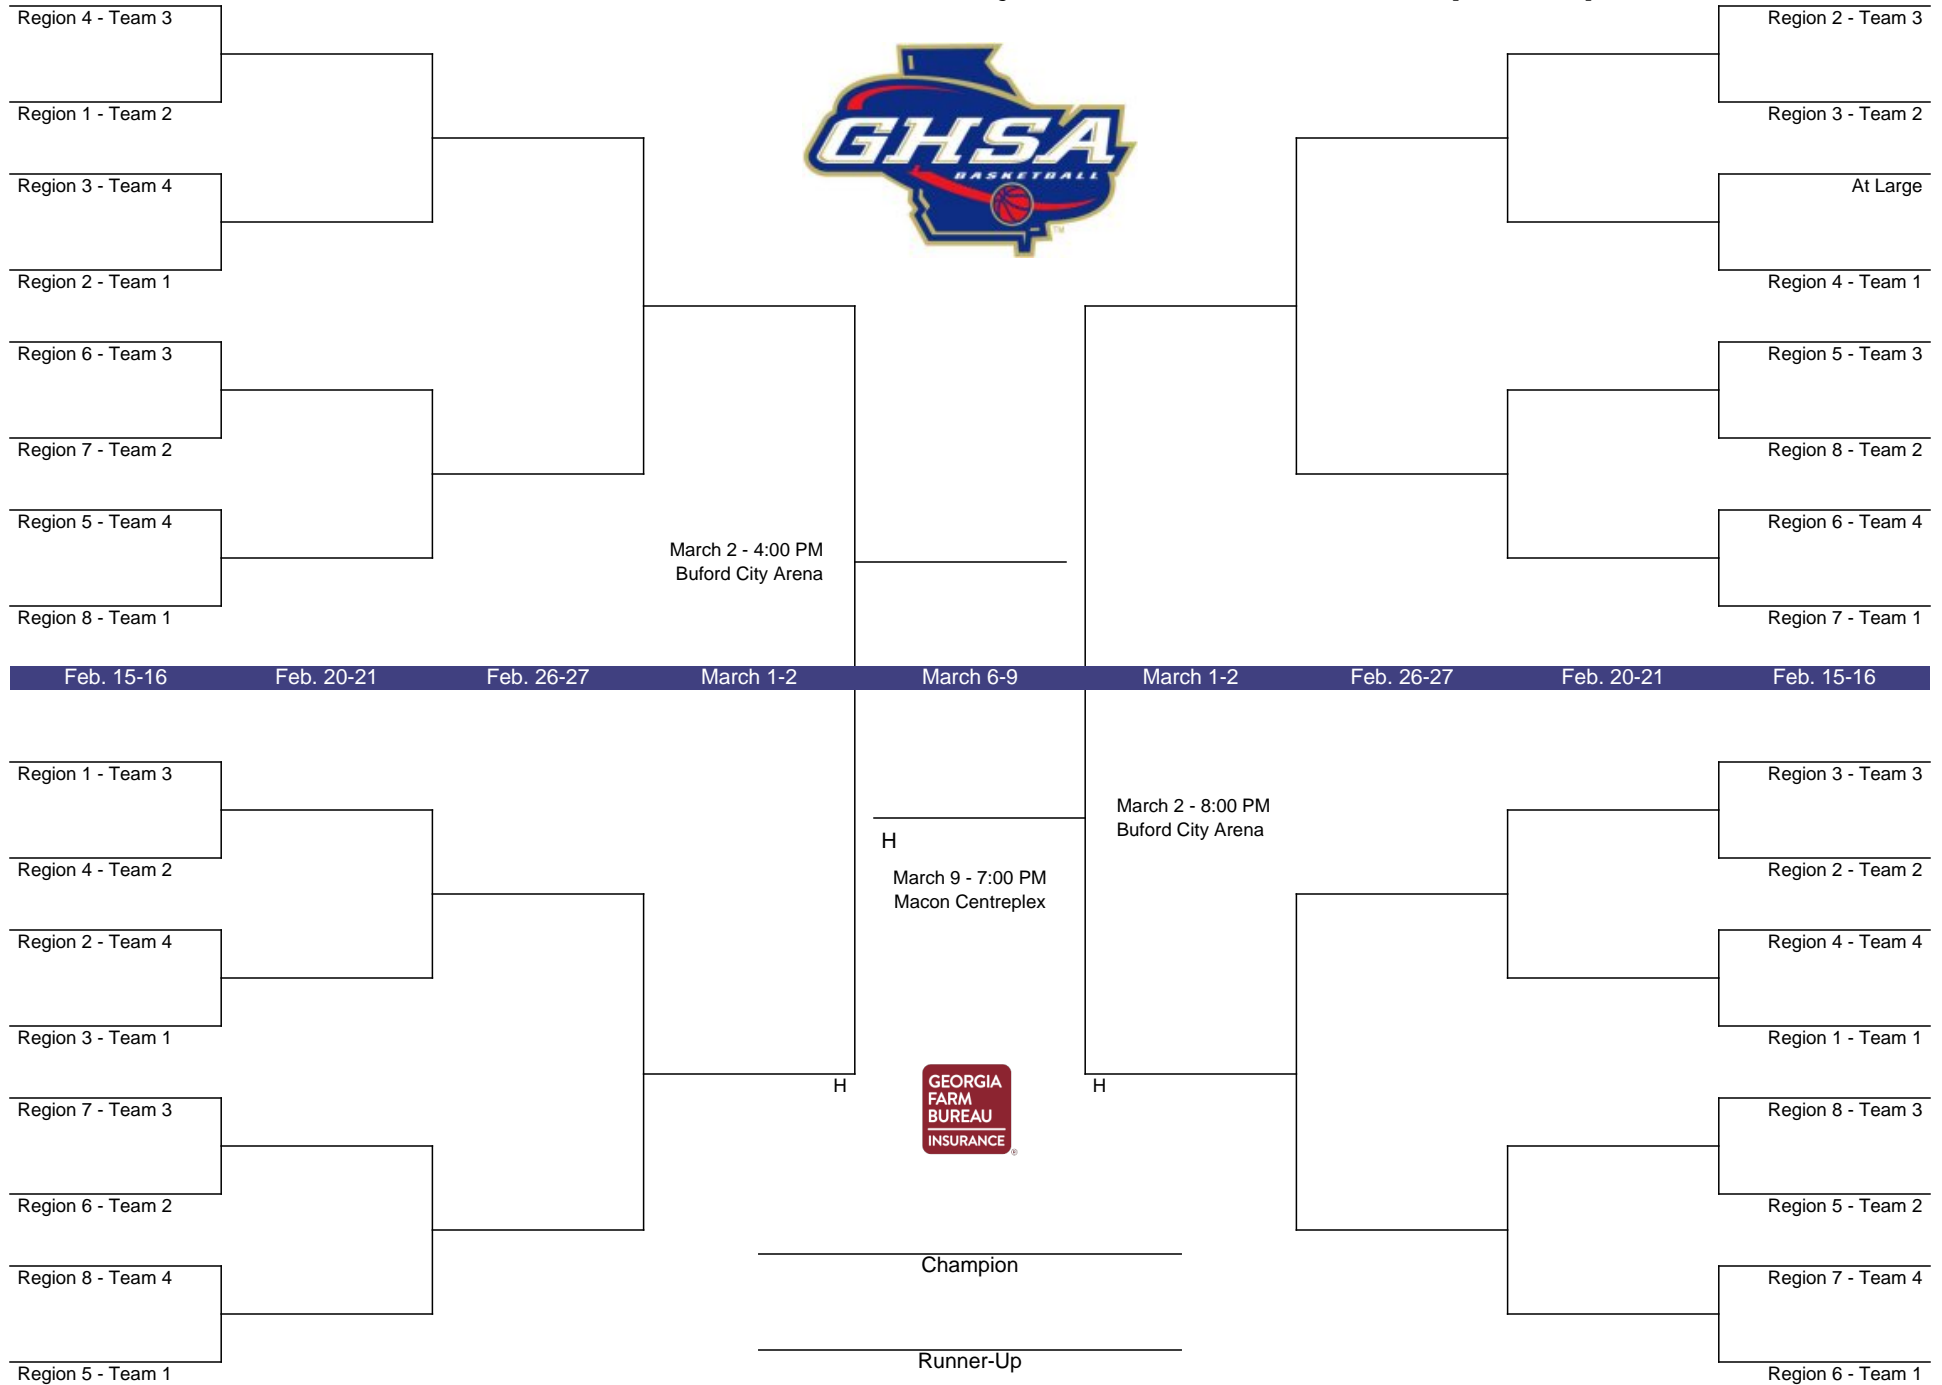 Region 4 - Team 3
Region 1 - Team 2
Region 3 - Team 4
Region 2 - Team 1
Region 6 - Team 3
Region 7 - Team 2
Region 5 - Team 4
Region 8 - Team 1
GHSA
BASKETBALL
TM
March 2 - 4:00 PM
Buford City Arena
Region 2 - Team 3
Region 3 - Team 2
At Large
Region 4 - Team 1
Region 5 - Team 3
Region 8 - Team 2
Region 6 - Team 4
Region 7 - Team 1
Feb. 15-16 Feb. 20-21 Feb. 26-27 March 1-2 March 6-9 March 1-2 Feb. 26-27 Feb. 20-21 Feb. 15-16
Region 1 - Team 3
Region 4 - Team 2
Region 2 - Team 4
Region 3 - Team 1
Region 7 - Team 3
Region 6 - Team 2
Region 8 - Team 4
Region 5 - Team 1
H
H
March 9 - 7:00 PM
Macon Centreplex
GEORGIA
FARM
BUREAU
INSURANCE
®
Champion
Runner-Up
March 2 - 8:00 PM
Buford City Arena
H
Region 3 - Team 3
Region 2 - Team 2
Region 4 - Team 4
Region 1 - Team 1
Region 8 - Team 3
Region 5 - Team 2
Region 7 - Team 4
Region 6 - Team 1